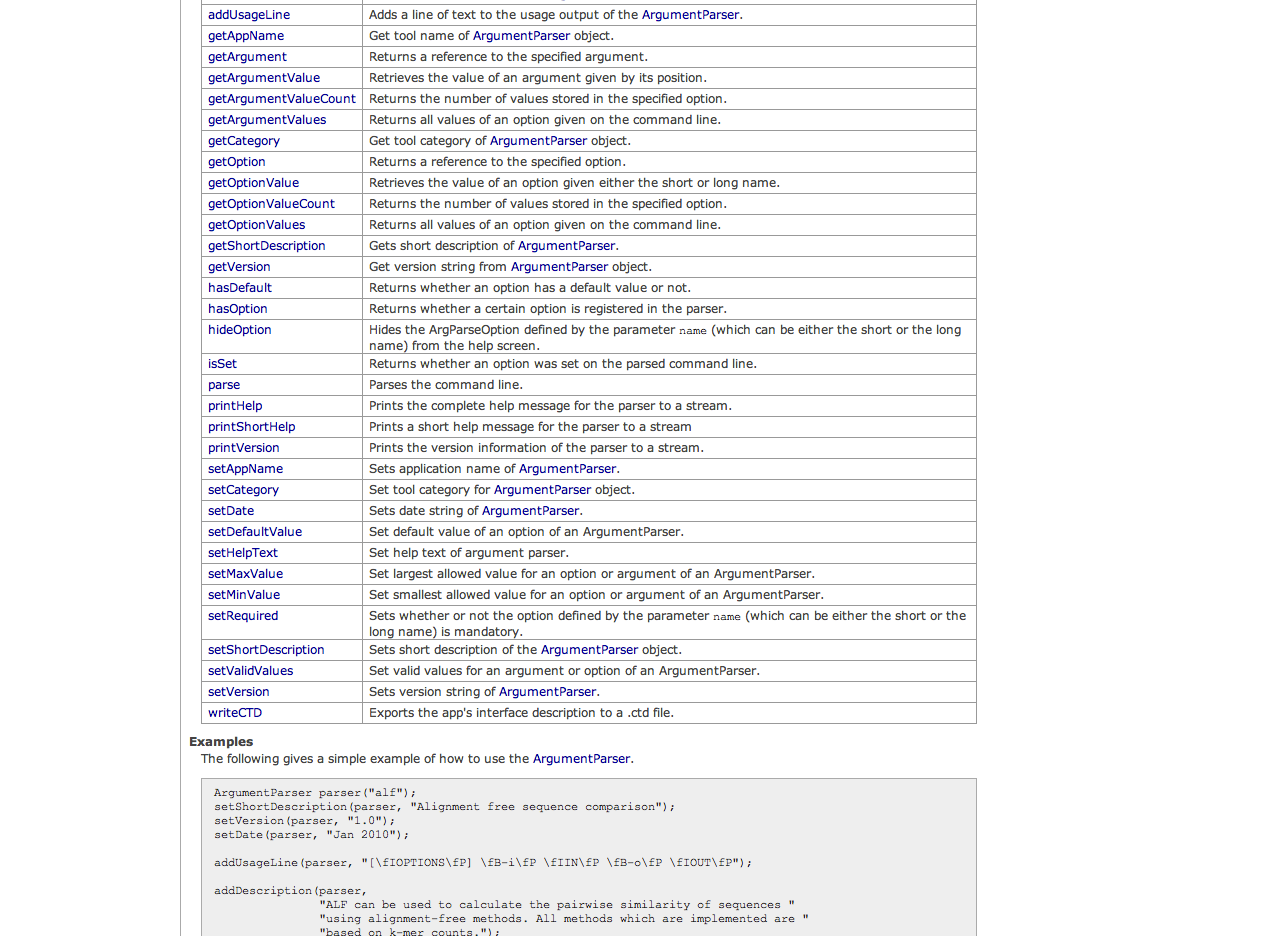 addUsageLine Adds a line of text to the usage output of the ArgumentParser.
getAppName Get tool name of ArgumentParser object.
getArgument Returns a reference to the specified argument.
getArgumentValue Retrieves the value of an argument given by its position.
getArgumentValueCount Returns the number of values stored in the specified option.
getArgumentValues Returns all values of an option given on the command line.
getCategory Get tool category of ArgumentParser object.
getOption Returns a reference to the specified option.
getOptionValue Retrieves the value of an option given either the short or long name.
getOptionValueCount Returns the number of values stored in the specified option.
getOptionValues Returns all values of an option given on the command line.
getShortDescription Gets short description of ArgumentParser.
getVersion Get version string from ArgumentParser object.
hasDefault Returns whether an option has a default value or not.
hasOption Returns whether a certain option is registered in the parser.
hideOption Hides the ArgParseOption defined by the parameter name (which can be either the short or the long
name) from the help screen.
isSet Returns whether an option was set on the parsed command line.
parse Parses the command line.
printHelp Prints the complete help message for the parser to a stream.
printShortHelp Prints a short help message for the parser to a stream
printVersion Prints the version information of the parser to a stream.
setAppName Sets application name of ArgumentParser.
setCategory Set tool category for ArgumentParser object.
setDate Sets date string of ArgumentParser.
setDefaultValue Set default value of an option of an ArgumentParser.
setHelpText Set help text of argument parser.
setMaxValue Set largest allowed value for an option or argument of an ArgumentParser.
setMinValue Set smallest allowed value for an option or argument of an ArgumentParser.
setRequired Sets whether or not the option defined by the parameter name (which can be either the short or the
long name) is mandatory.
setShortDescription Sets short description of the ArgumentParser object.
setValidValues Set valid values for an argument or option of an ArgumentParser.
setVersion Sets version string of ArgumentParser.
writeCTD Exports the app's interface description to a .ctd file.
Examples
The following gives a simple example of how to use the ArgumentParser.
ArgumentParser parser("alf");
setShortDescription(parser, "Alignment free sequence comparison");
setVersion(parser, "1.0");
setDate(parser, "Jan 2010");
addUsageLine(parser, "[\fIOPTIONS\fP] \fB-i\fP \fIIN\fP \fB-o\fP \fIOUT\fP");
addDescription(parser,
"ALF can be used to calculate the pairwise similarity of sequences "
"using alignment-free methods. All methods which are implemented are "
"based on k-mer counts.");